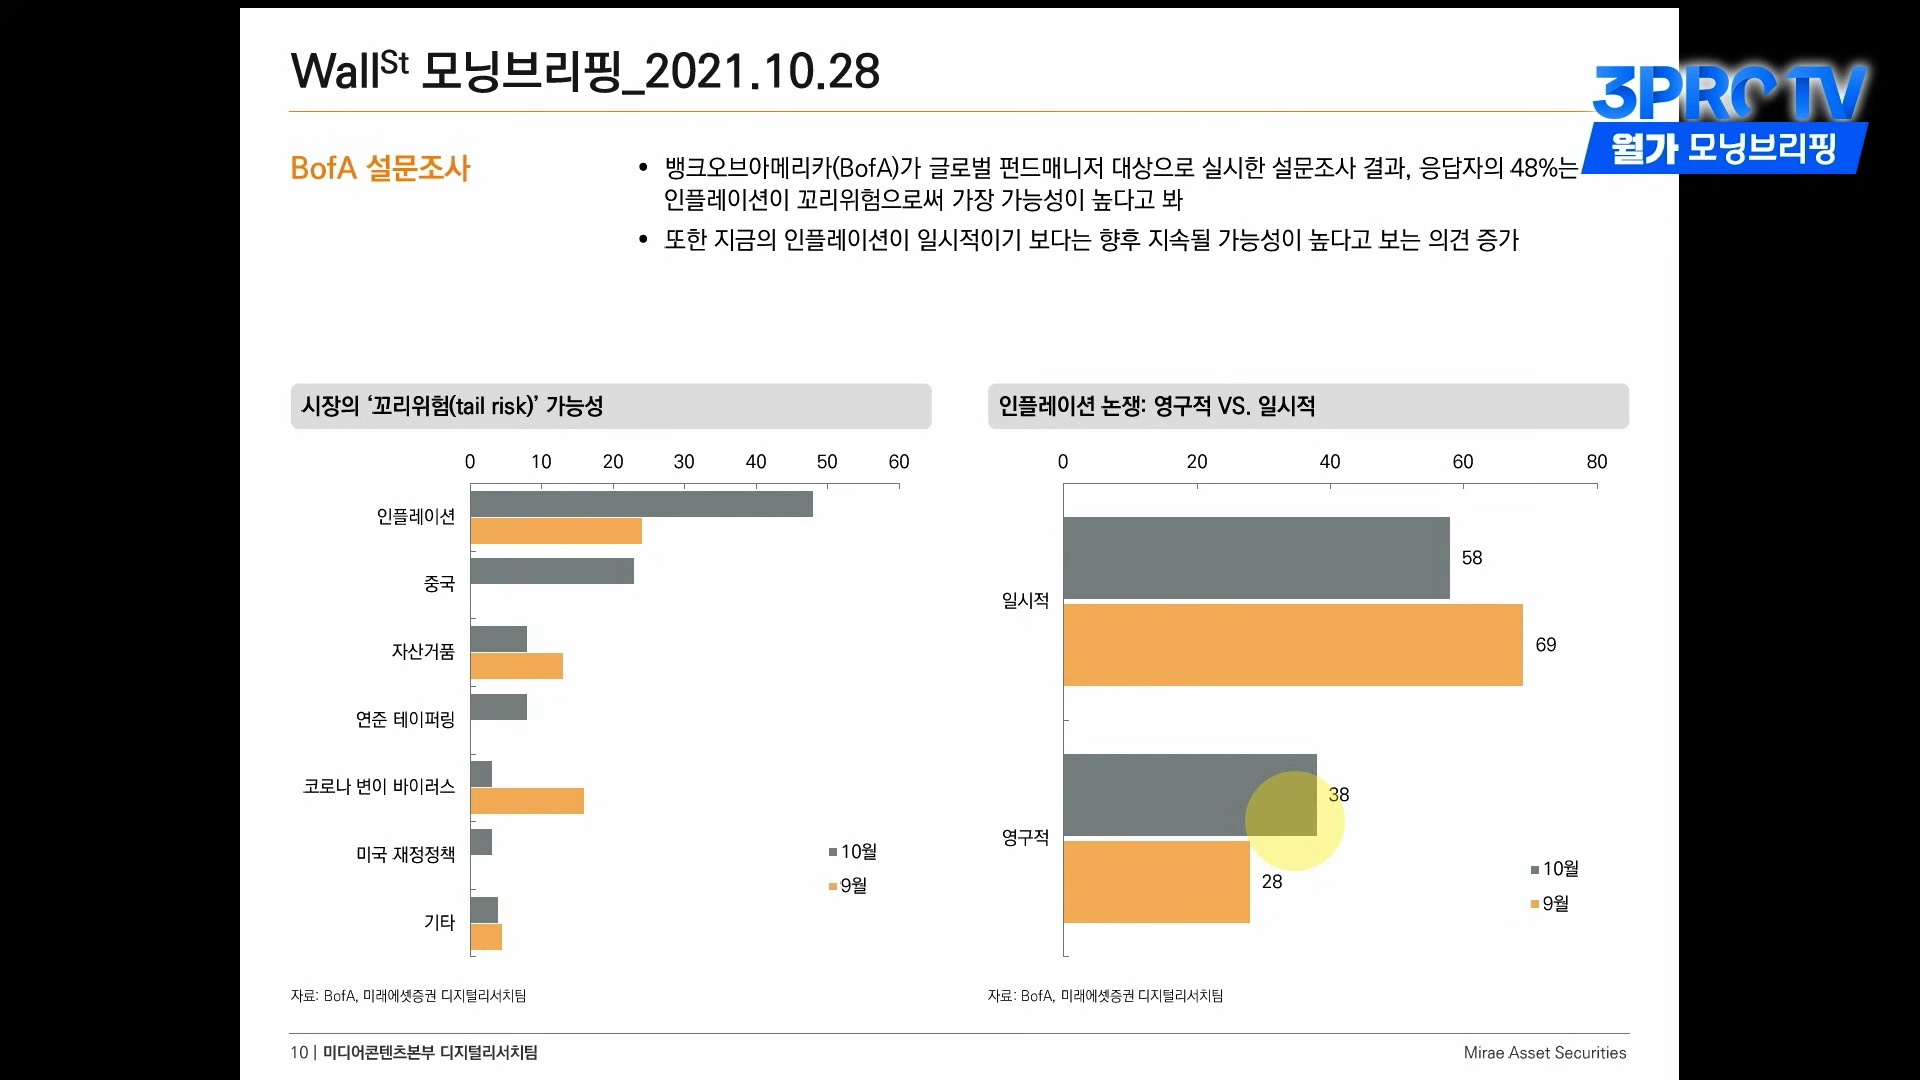 Wall St 모닝브리핑_2021.10.28
3PRO TV
월가 모닝브리핑
BofA 설문조사
• 뱅크오브아메리카(BofA)가 글로벌 펀드매니저 대상으로 실시한 설문조사 결과, 응답자의 48%는
인플레이션이 꼬리위험으로써 가장 가능성이 높다고 봐
• 또한 지금의 인플레이션이 일시적이기 보다는 향후 지속될 가능성이 높다고 보는 의견 증가
시장의 ‘꼬리위험(tail risk)’ 가능성
0 10 20 30 40 50 60
인플레이션
중국
자산거품
연준 테이퍼링
코로나 변이 바이러스
미국 재정정책
기타
10월
9월
자료: BofA, 미래에셋증권 디지털리서치팀
인플레이션 논쟁: 영구적 VS. 일시적
0 20 40 60 80
58
일시적
69
38
영구적
28
10월
9월
자료: BofA, 미래에셋증권 디지털리서치팀
10 | 미디어콘텐츠본부 디지털리서치팀
Mirae Asset Securities